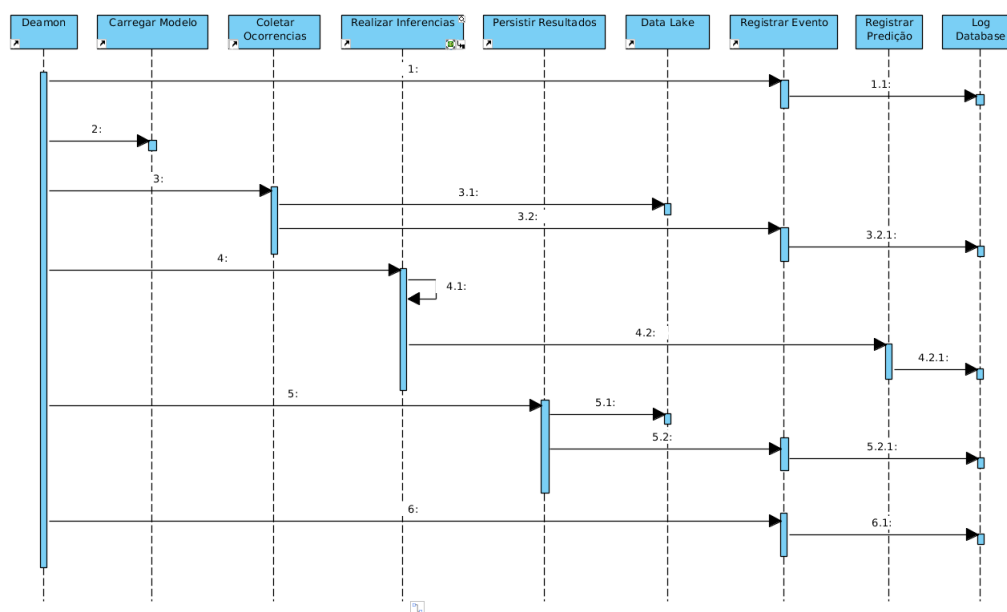 Deamon
Carregar Modelo
Coletar
Ocorrencias
Realizar Inferencias
Persistir Resultados
Data Lake
Registrar Evento
Registrar
Predição
Log
Database
1:
1.1:
2:
3:
3.1:
3.2:
3.2.1:
4:
4.1:
4.2:
4.2.1:
5:
5.1:
5.2:
5.2.1:
6:
6.1: